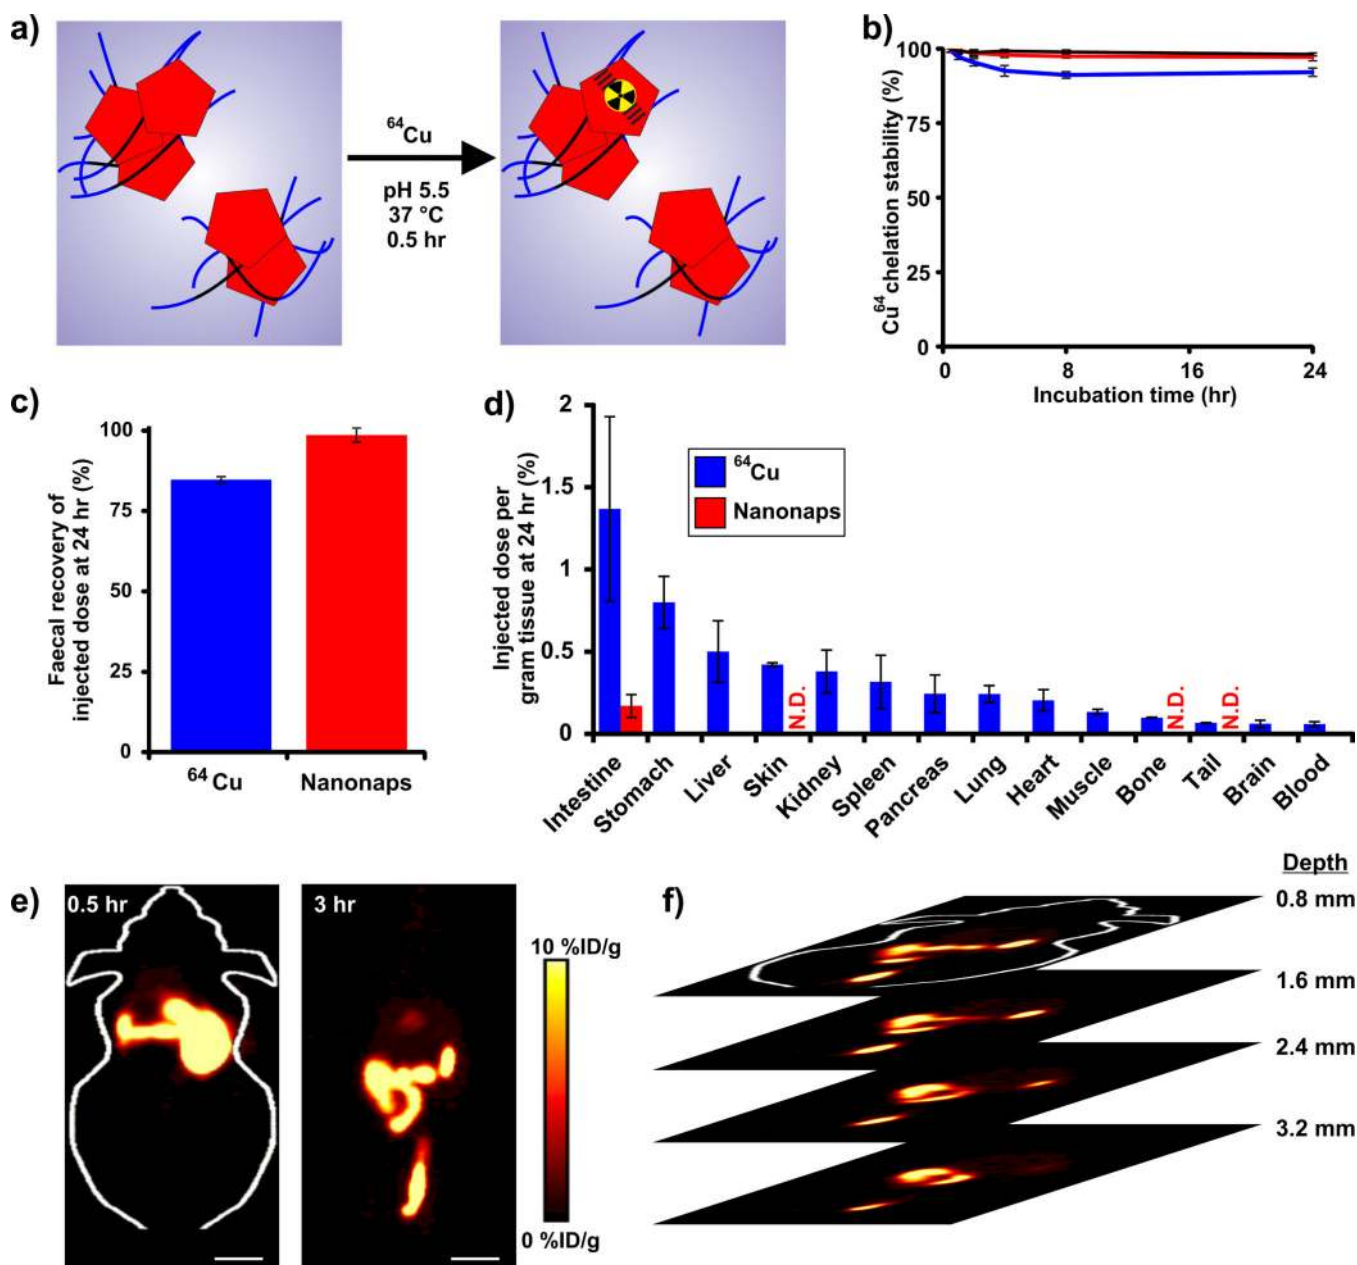 a)
⁶⁴Cu
pH 5.5
37 °C
0.5 hr
b)
Cu⁶⁴ chelation stability (%)
100
75
50
25
0
0
8
16
24
Incubation time (hr)
c)
Faecal recovery of
injected dose at 24 hr (%)
100
75
50
25
0
⁶⁴Cu
Nanonaps
d)
Injected dose per
gram tissue at 24 hr (%)
2
1.5
1
0.5
0
⁶⁴Cu
Nanonaps
N.D.
N.D.
N.D.
Intestine
Stomach
Liver
Skin
Kidney
Spleen
Pancreas
Lung
Heart
Muscle
Bone
Tail
Brain
Blood
e)
0.5 hr
3 hr
10 %ID/g
0 %ID/g
f)
Depth
0.8 mm
1.6 mm
2.4 mm
3.2 mm